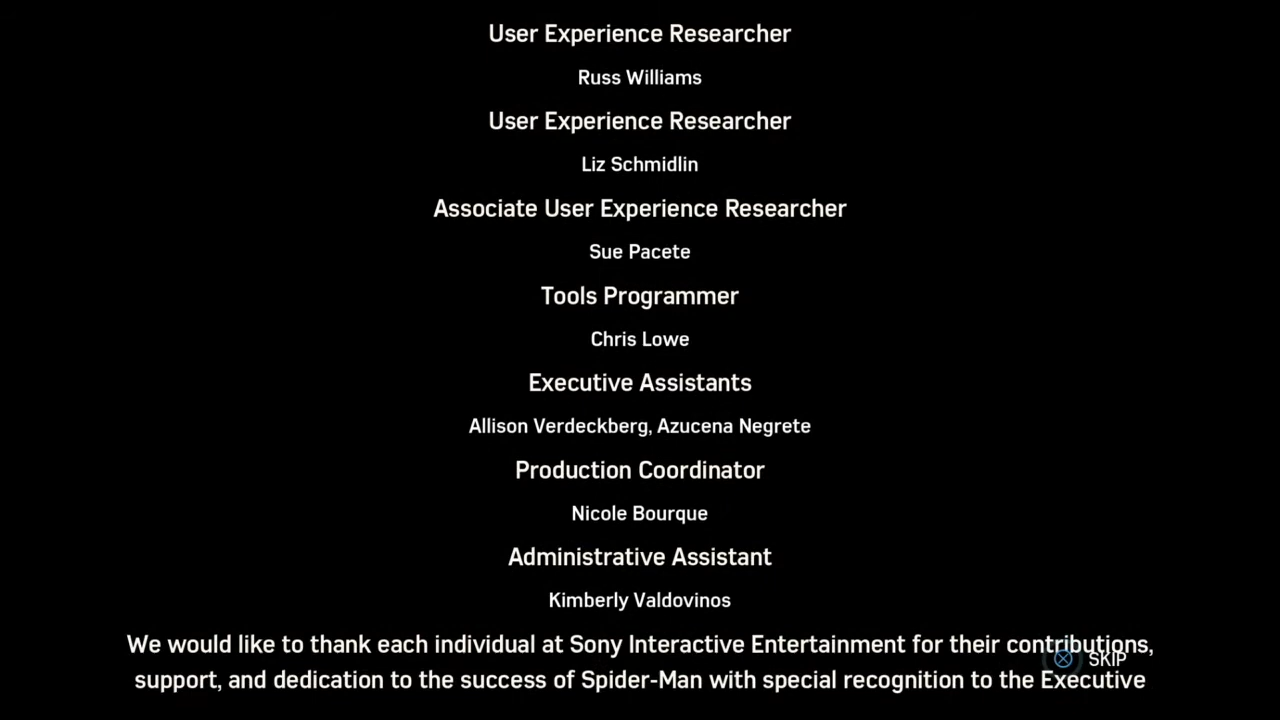 User Experience Researcher
Russ Williams
User Experience Researcher
Liz Schmidlin
Associate User Experience Researcher
Sue Pacete
Tools Programmer
Chris Lowe
Executive Assistants
Allison Verdeckberg, Azucena Negrete
Production Coordinator
Nicole Bourque
Administrative Assistant
Kimberly Valdovinos
We would like to thank each individual at Sony Interactive Entertainment for their contributions,
SKIP
support, and dedication to the success of Spider-Man with special recognition to the Executive